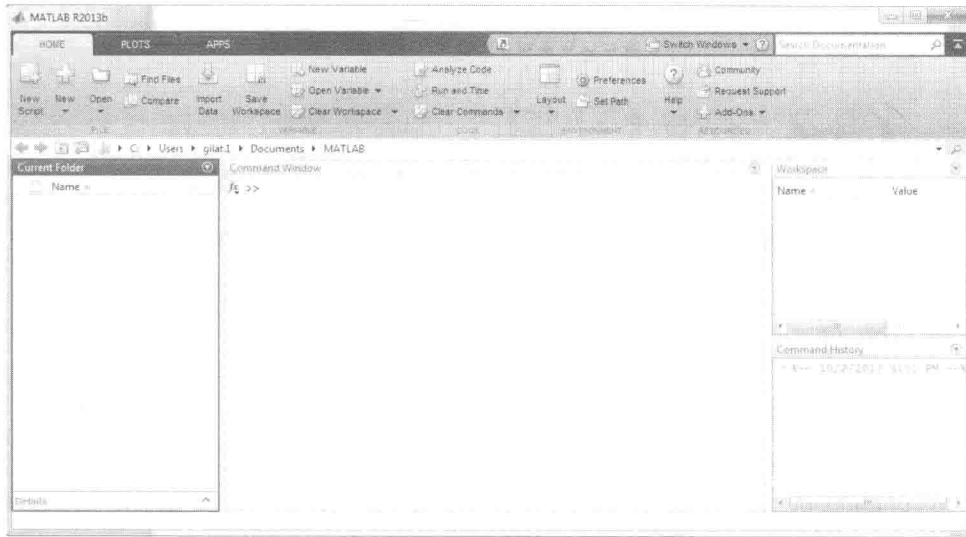 MATLAB R2013b
HOME PLOTS APPS Switch Windows Search Documentation
New Script New Open Find Files Compare Import Data Save Workspace New Variable Open Variable Clear Workspace Analyze Code Run and Time Clear Commands Layout Preferences Set Path Help Community Request Support Add-Ons
FILE VARIABLE CODE ENVIRONMENT RESOURCES
C: Users gilat.1 Documents MATLAB
Current Folder Command Window Workspace
Name fx >> Name Value
Command History
Details